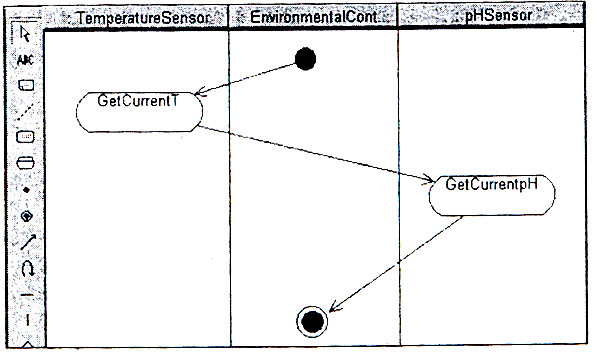 TemperatureSensor EnvironmentalCont... pHSensor
ABC
GetCurrentT
GetCurrentpH